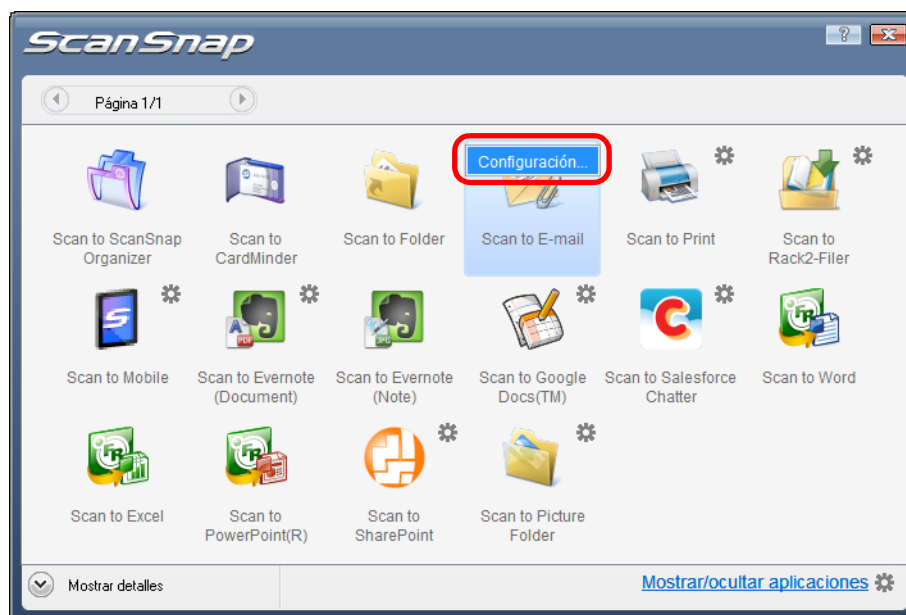 ScanSnap
Página 1/1
Configuración...
Scan to ScanSnap
Organizer
Scan to
CardMinder
Scan to Folder
Scan to E-mail
Scan to Print
Scan to
Rack2-Filer
Scan to Mobile
Scan to Evernote
(Document)
Scan to Evernote
(Note)
Scan to Google
Docs(TM)
Scan to Salesforce
Chatter
Scan to Word
Scan to Excel
Scan to
PowerPoint(R)
Scan to
SharePoint
Scan to Picture
Folder
Mostrar detalles
Mostrar/ocultar aplicaciones